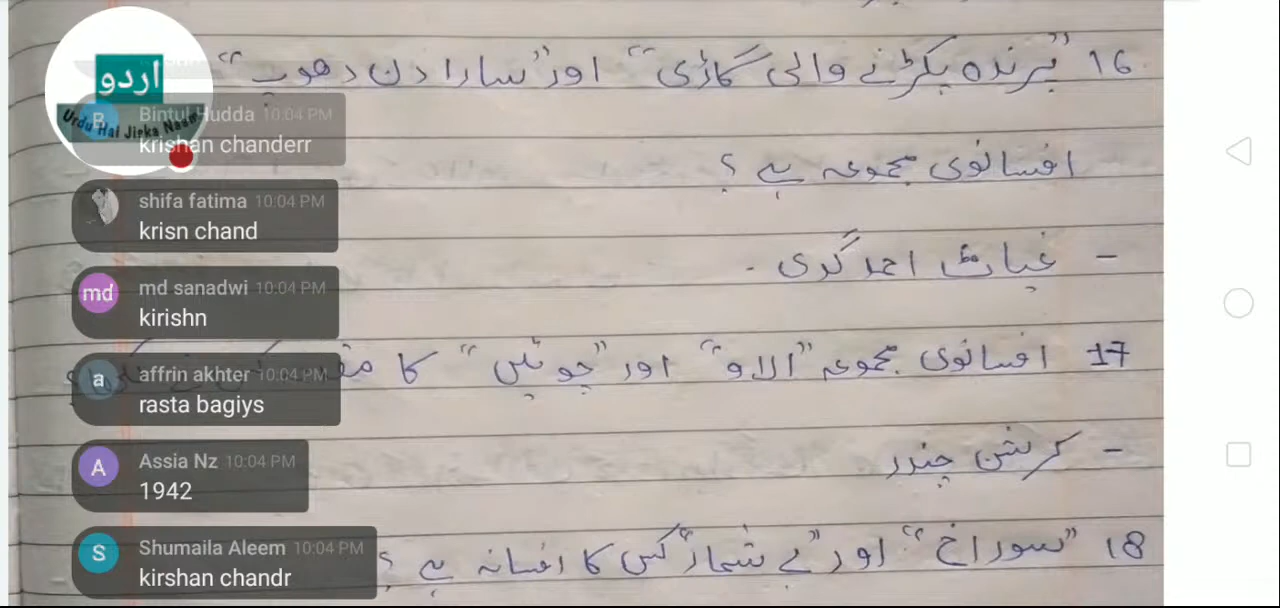 16 "پرندہ پکڑنے والی گاڑی" اور "سارا دن دھوپ"
افسانوی مجموعہ ہے ؟
- غیاث احمد گدی .
17 افسانوی مجموعہ "الاو" اور "چوٹیں" کا
- کرشن چندر
18 "سوراخ" اور "بے شمار" کس کا افسانہ ہے ؟
اردو
Urdu Hai Jiska Naam
Bintul Hudda 10:04 PM
krishan chanderr
shifa fatima 10:04 PM
krisn chand
md sanadwi 10:04 PM
kirishn
affrin akhter 10:04 PM
rasta bagiys
Assia Nz 10:04 PM
1942
Shumaila Aleem 10:04 PM
kirshan chandr
B
md
a
A
S